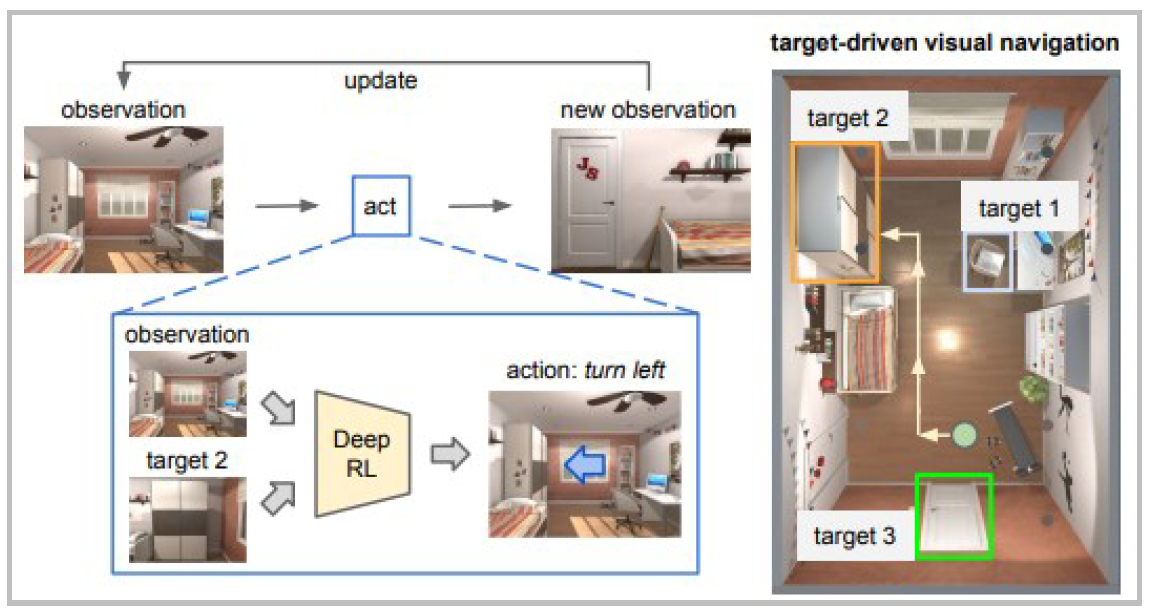 target-driven visual navigation
update
observation
new observation
act
J
S
observation
target 2
Deep
RL
action: turn left
target 2
target 1
target 3